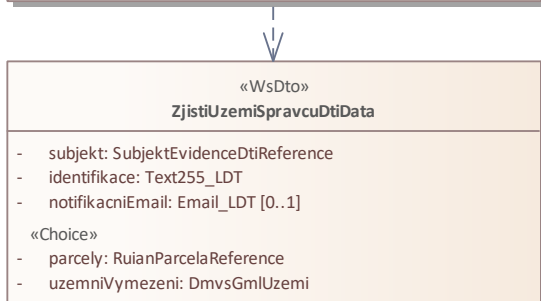 «WsDto»
ZjistiUzemiSpravcuDtiData
- subjekt: SubjektEvidenceDtiReference
- identifikace: Text255_LDT
- notifikacniEmail: Email_LDT [0..1]
«Choice»
- parcely: RuianParcelaReference
- uzemniVymezeni: DmvsGmlUzemi